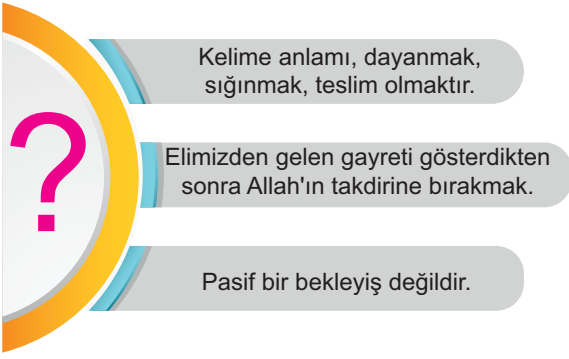 ?
Kelime anlamı, dayanmak,
sığınmak, teslim olmaktır.
Elimizden gelen gayreti gösterdikten
sonra Allah'ın takdirine bırakmak.
Pasif bir bekleyiş değildir.